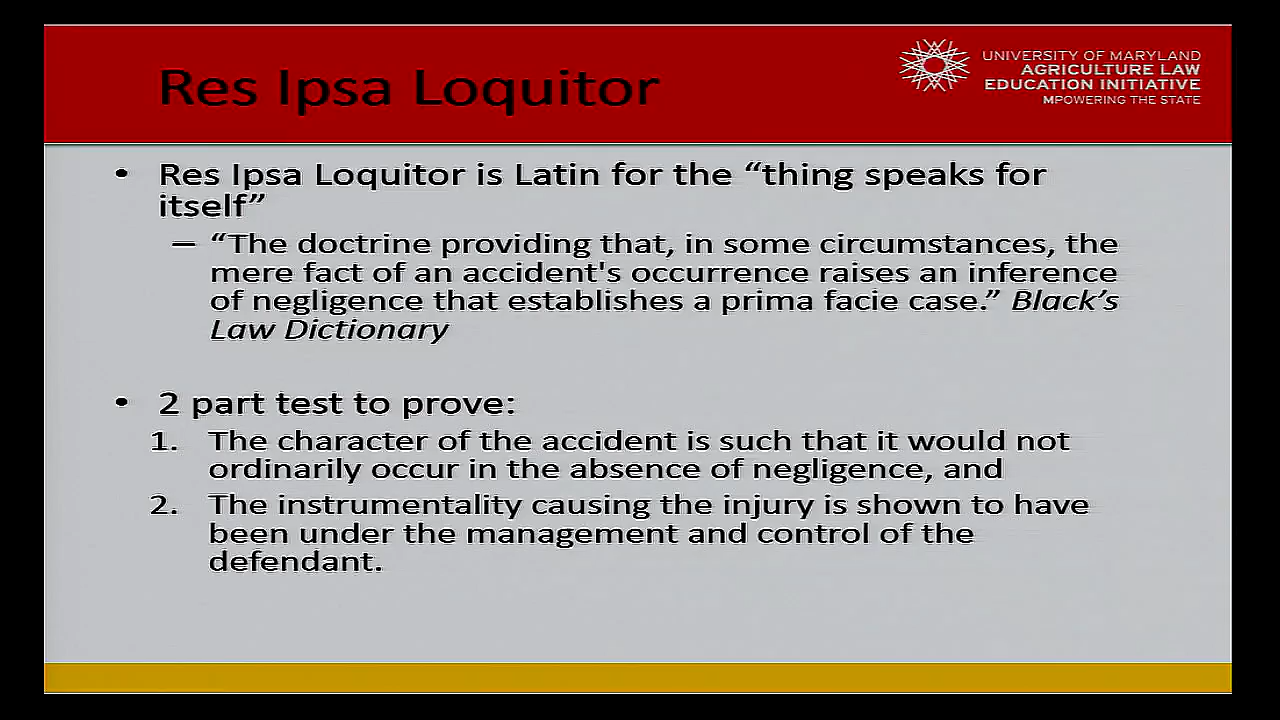 Res Ipsa Loquitor
UNIVERSITY OF MARYLAND
AGRICULTURE LAW
EDUCATION INITIATIVE
MPOWERING THE STATE
• Res Ipsa Loquitor is Latin for the “thing speaks for
itself”
– “The doctrine providing that, in some circumstances, the
mere fact of an accident's occurrence raises an inference
of negligence that establishes a prima facie case.” Black’s
Law Dictionary
• 2 part test to prove:
1. The character of the accident is such that it would not
ordinarily occur in the absence of negligence, and
2. The instrumentality causing the injury is shown to have
been under the management and control of the
defendant.